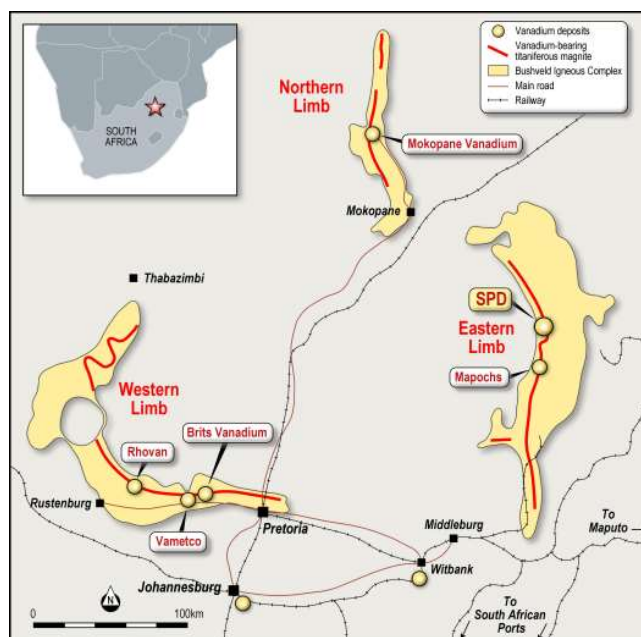 SOUTH
AFRICA
Vanadium deposits
Vanadium-bearing
titaniferous magnite
Bushveld Igneous Complex
Main road
Railway
Northern
Limb
Mokopane Vanadium
Mokopane
Thabazimbi
SPD
Eastern
Limb
Mapochs
Western
Limb
Brits Vanadium
Rhovan
Rustenburg
Vametco
Pretoria
Middleburg
To
Maputo
Witbank
Johannesburg
To
South African
Ports
N
0
100km